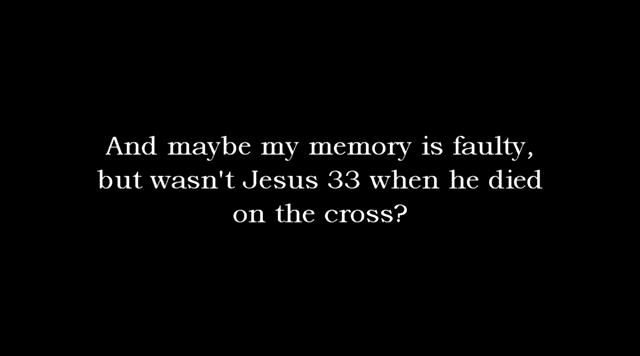 And maybe my memory is faulty,
but wasn't Jesus 33 when he died
on the cross?